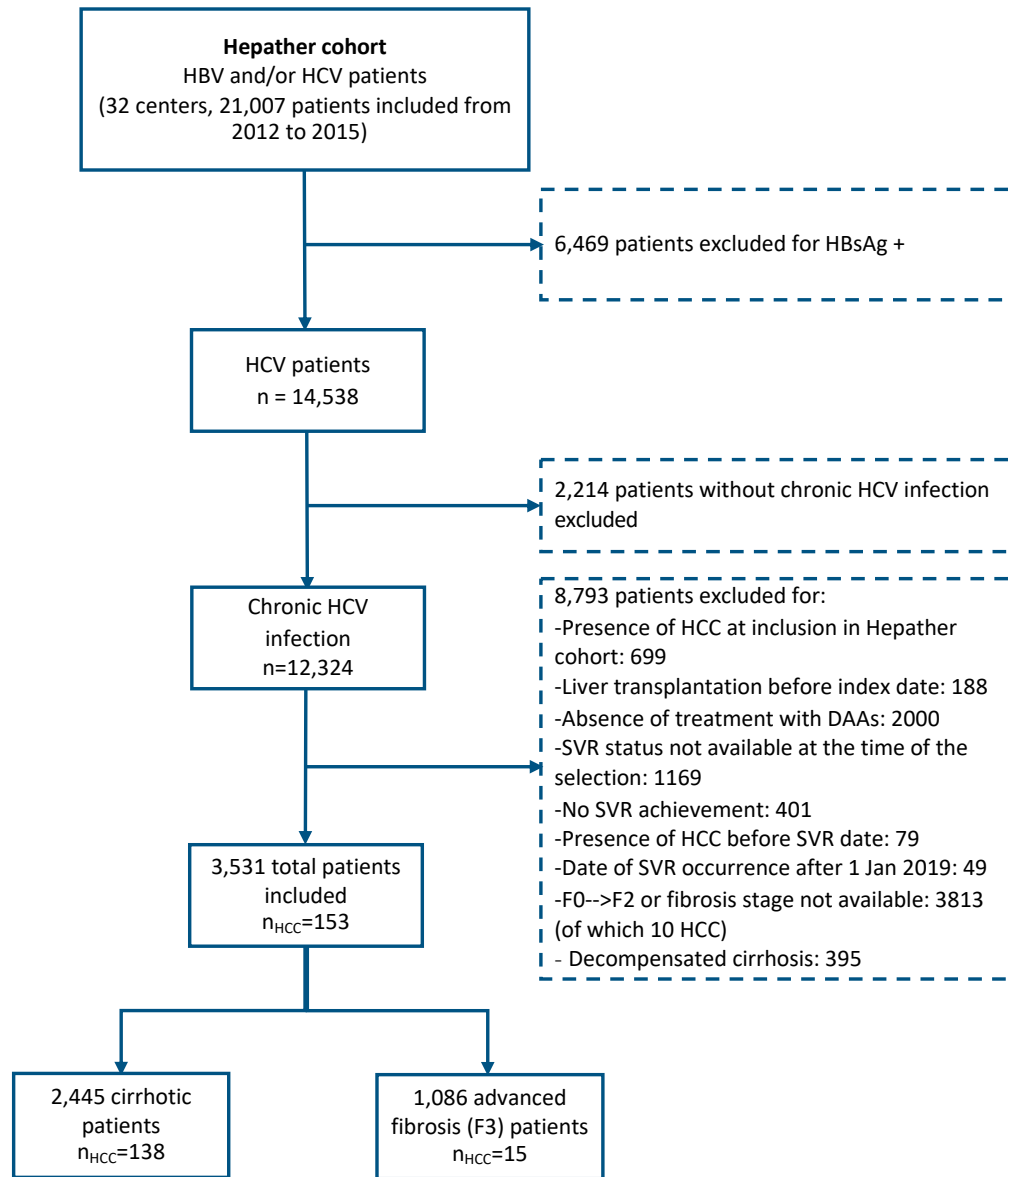 Hepather cohort
HBV and/or HCV patients
(32 centers, 21,007 patients included from
2012 to 2015)
6,469 patients excluded for HBsAg +
HCV patients
n = 14,538
2,214 patients without chronic HCV infection
excluded
Chronic HCV
infection
n=12,324
8,793 patients excluded for:
-Presence of HCC at inclusion in Hepather
cohort: 699
-Liver transplantation before index date: 188
-Absence of treatment with DAAs: 2000
-SVR status not available at the time of the
selection: 1169
-No SVR achievement: 401
-Presence of HCC before SVR date: 79
-Date of SVR occurrence after 1 Jan 2019: 49
-F0-->F2 or fibrosis stage not available: 3813
(of which 10 HCC)
- Decompensated cirrhosis: 395
3,531 total patients
included
nHCC=153
2,445 cirrhotic
patients
nHCC=138
1,086 advanced
fibrosis (F3) patients
nHCC=15